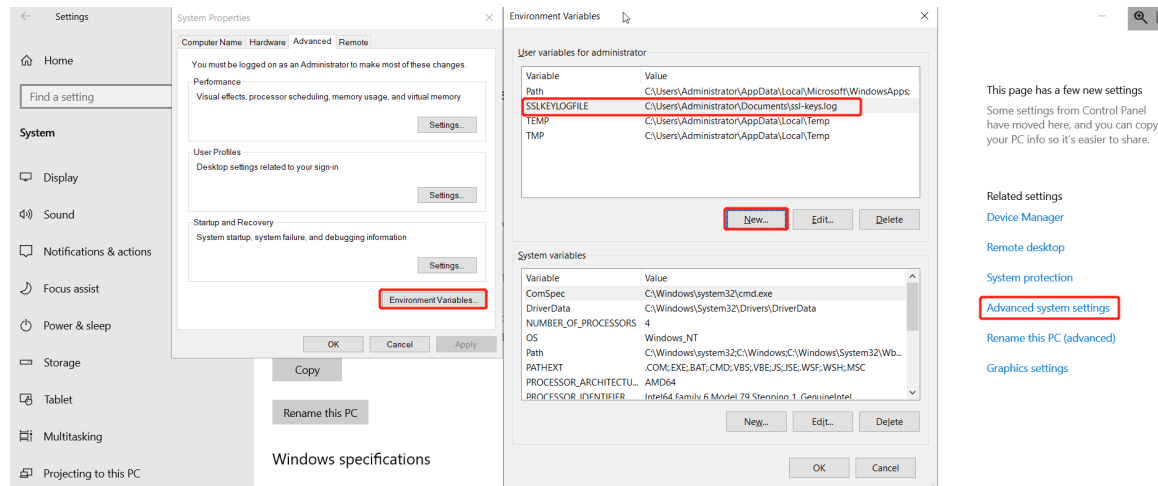 Settings
Home
Find a setting
System
Display
Sound
Notifications & actions
Focus assist
Power & sleep
Storage
Tablet
Multitasking
Projecting to this PC
System Properties
Computer Name Hardware Advanced Remote
You must be logged on as an Administrator to make most of these changes.
Performance
Visual effects, processor scheduling, memory usage, and virtual memory
Settings...
User Profiles
Desktop settings related to your sign-in
Settings...
Startup and Recovery
System startup, system failure, and debugging information
Settings...
Environment Variables...
OK Cancel Apply
Copy
Rename this PC
Windows specifications
Environment Variables
User variables for administrator
Variable Value
Path C:\Users\Administrator\AppData\Local\Microsoft\WindowsApps;
SSLKEYLOGFILE C:\Users\Administrator\Documents\ssl-keys.log
TEMP C:\Users\Administrator\AppData\Local\Temp
TMP C:\Users\Administrator\AppData\Local\Temp
New... Edit... Delete
System variables
Variable Value
ComSpec C:\Windows\system32\cmd.exe
DriverData C:\Windows\System32\Drivers\DriverData
NUMBER_OF_PROCESSORS 4
OS Windows_NT
Path C:\Windows\system32;C:\Windows;C:\Windows\System32\Wb...
PATHEXT .COM;.EXE;.BAT;.CMD;.VBS;.VBE;.JS;.JSE;.WSF;.WSH;.MSC
PROCESSOR_ARCHITECTU... AMD64
PROCESSOR_IDENTIFIER Intel64 Family 6 Model 79 Stepping 1, GenuineIntel
New... Edit... Delete
OK Cancel
This page has a few new settings
Some settings from Control Panel
have moved here, and you can copy
your PC info so it's easier to share.
Related settings
Device Manager
Remote desktop
System protection
Advanced system settings
Rename this PC (advanced)
Graphics settings